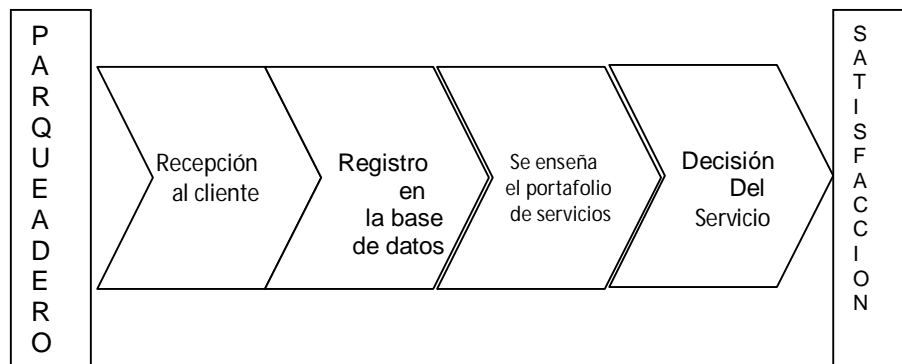 P
A
R
Q
U
E
A
D
E
R
O
Recepción
al cliente
Registro
en
la base
de datos
Se enseña
el portafolio
de servicios
Decisión
Del
Servicio
S
A
T
I
S
F
A
C
C
I
O
N